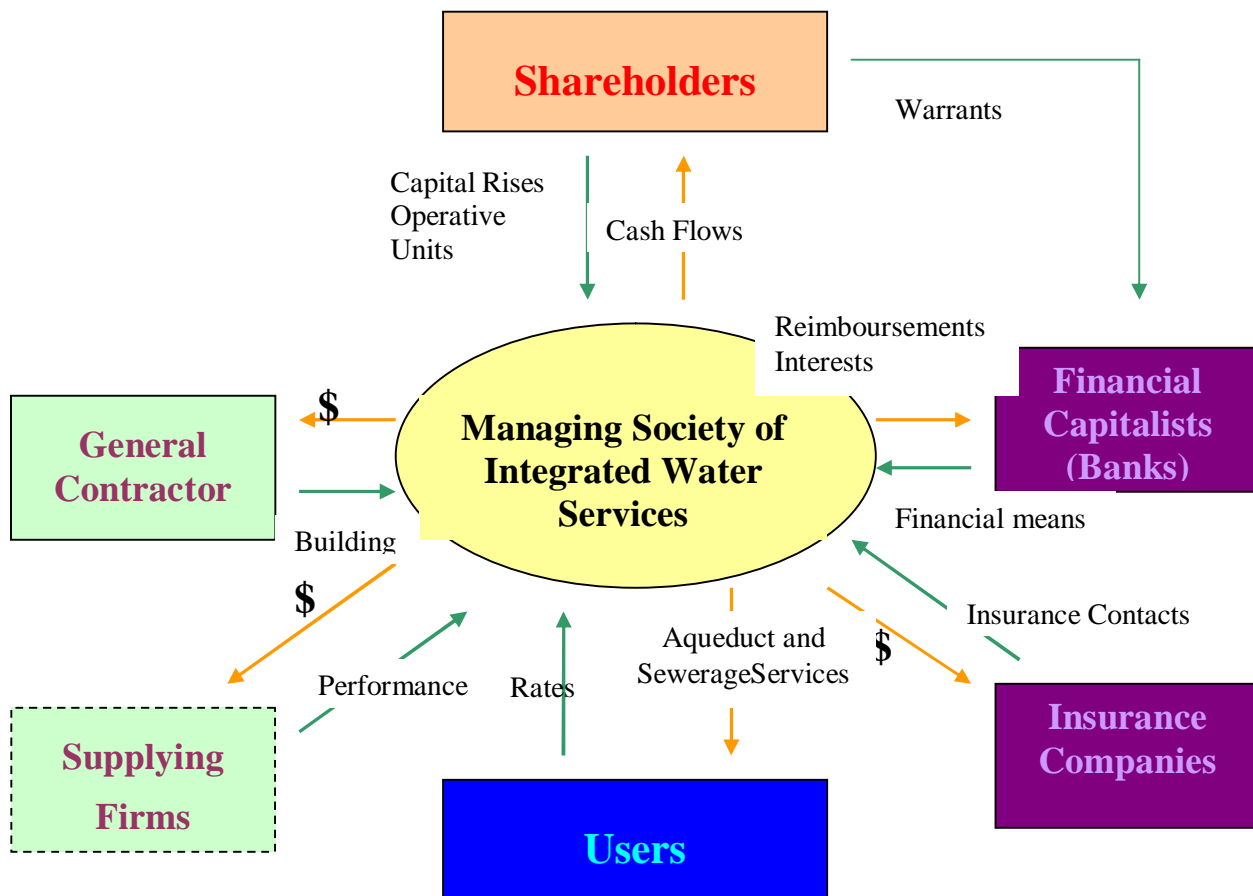 Shareholders
Warrants
Capital Rises
Operative
Units
Cash Flows
Reimboursements
Interests
Financial
Capitalists
(Banks)
$
General
Contractor
Managing Society of
Integrated Water
Services
Financial means
Building
$
Insurance Contacts
Aqueduct and
SewerageServices
$
Performance
Rates
Supplying
Firms
Insurance
Companies
Users